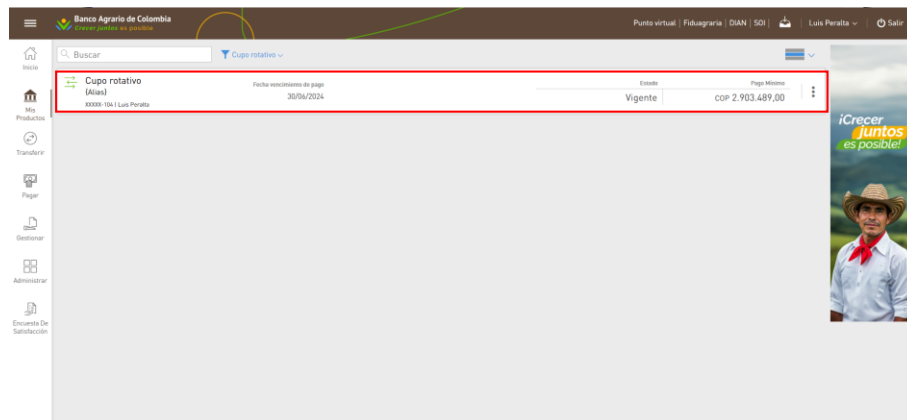 Banco Agrario de Colombia
Crecer juntos es posible
Punto virtual | Fiduagraria | DIAN | SOI |
Luis Peralta
Salir
Inicio
Mis
Productos
Transferir
Pagar
Gestionar
Administrar
Encuesta De
Satisfacción
Buscar
Cupo rotativo
Cupo rotativo
(Alias)
XXXXX-104 | Luis Peralta
Fecha vencimiento de pago
30/06/2024
Estado
Vigente
Pago Mínimo
COP 2.903.489,00
¡Crecer
juntos
es posible!